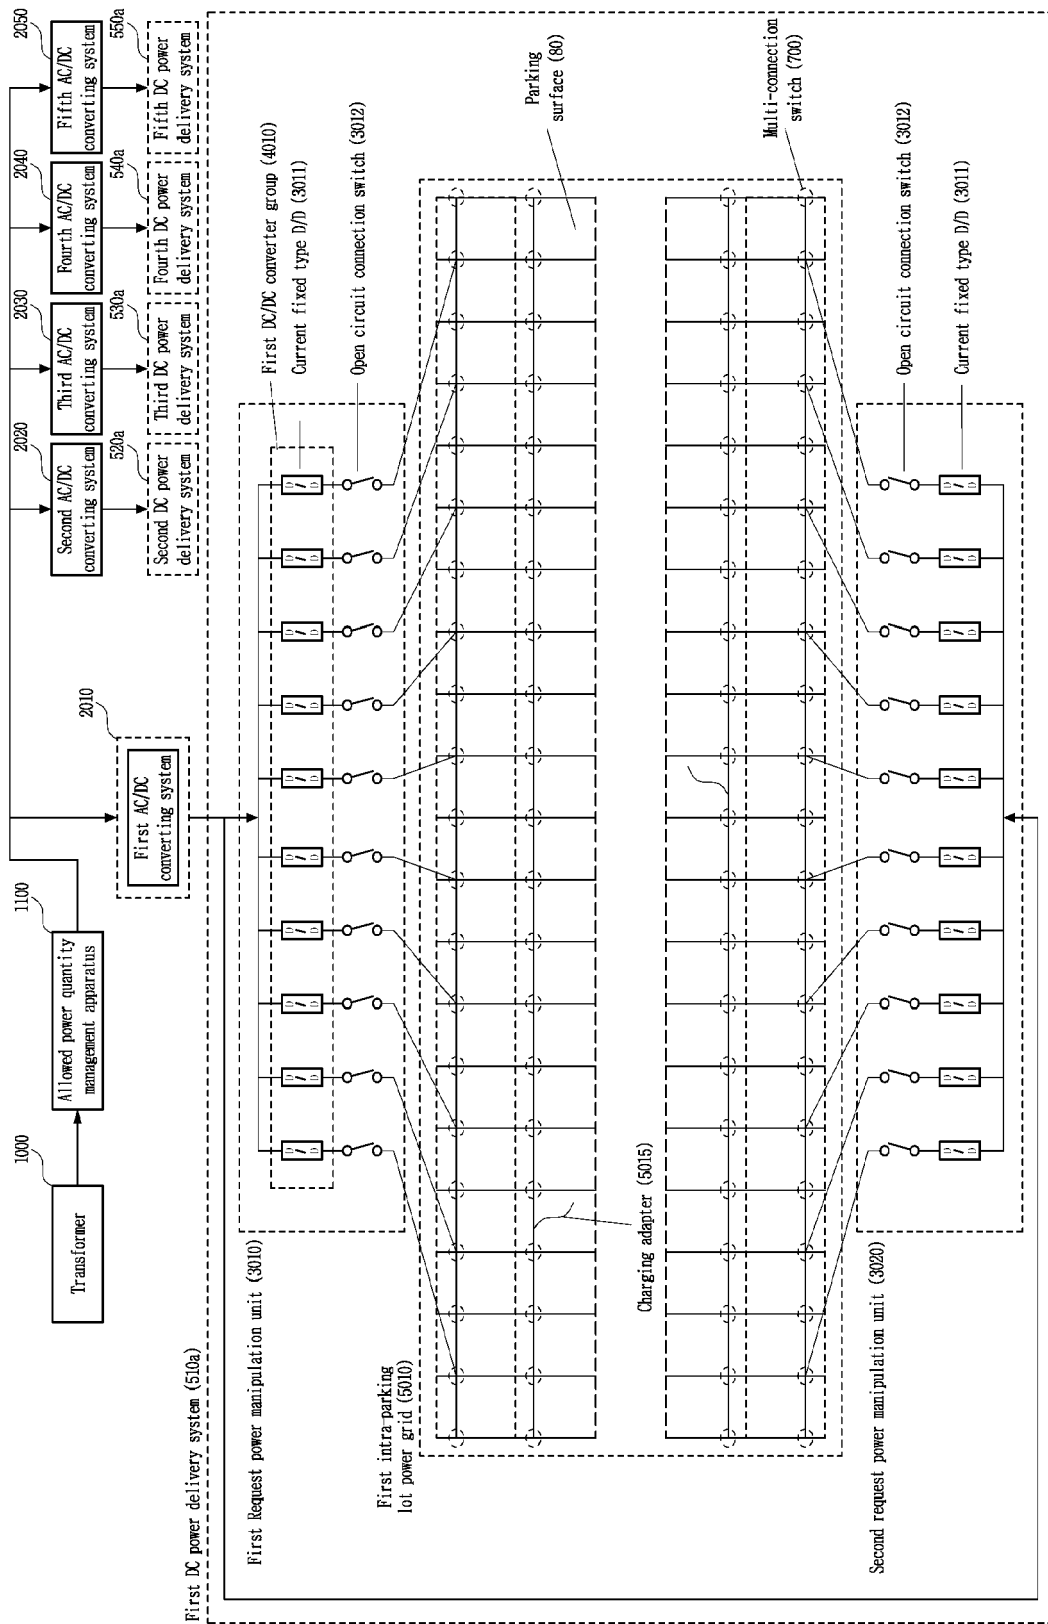 1000
Transformer
1100
Allowed power quantity
management apparatus
2010
First AC/DC
converting system
2020
Second AC/DC
converting system
2030
Third AC/DC
converting system
2040
Fourth AC/DC
converting system
2050
Fifth AC/DC
converting system
520a
Second DC power
delivery system
530a
Third DC power
delivery system
540a
Fourth DC power
delivery system
550a
Fifth DC power
delivery system
First DC power delivery system (510a)
First Request power manipulation unit (3010)
First DC/DC converter group (4010)
Current fixed type D/D (3011)
D/D
D/D
D/D
D/D
D/D
D/D
D/D
D/D
D/D
D/D
Open circuit connection switch (3012)
First intra-parking
lot power grid (5010)
Parking
surface (80)
Charging adapter (5015)
Multi-connection
switch (700)
Second request power manipulation unit (3020)
Open circuit connection switch (3012)
D/D
D/D
D/D
D/D
D/D
D/D
D/D
D/D
D/D
D/D
Current fixed type D/D (3011)